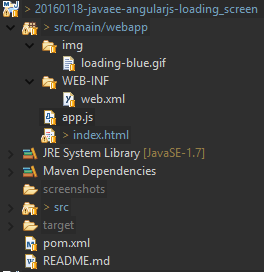 > 20160118-javaee-angularjs-loading_screen
> src/main/webapp
img
loading-blue.gif
WEB-INF
web.xml
app.js
> index.html
JRE System Library [JavaSE-1.7]
Maven Dependencies
screenshots
> src
target
pom.xml
README.md